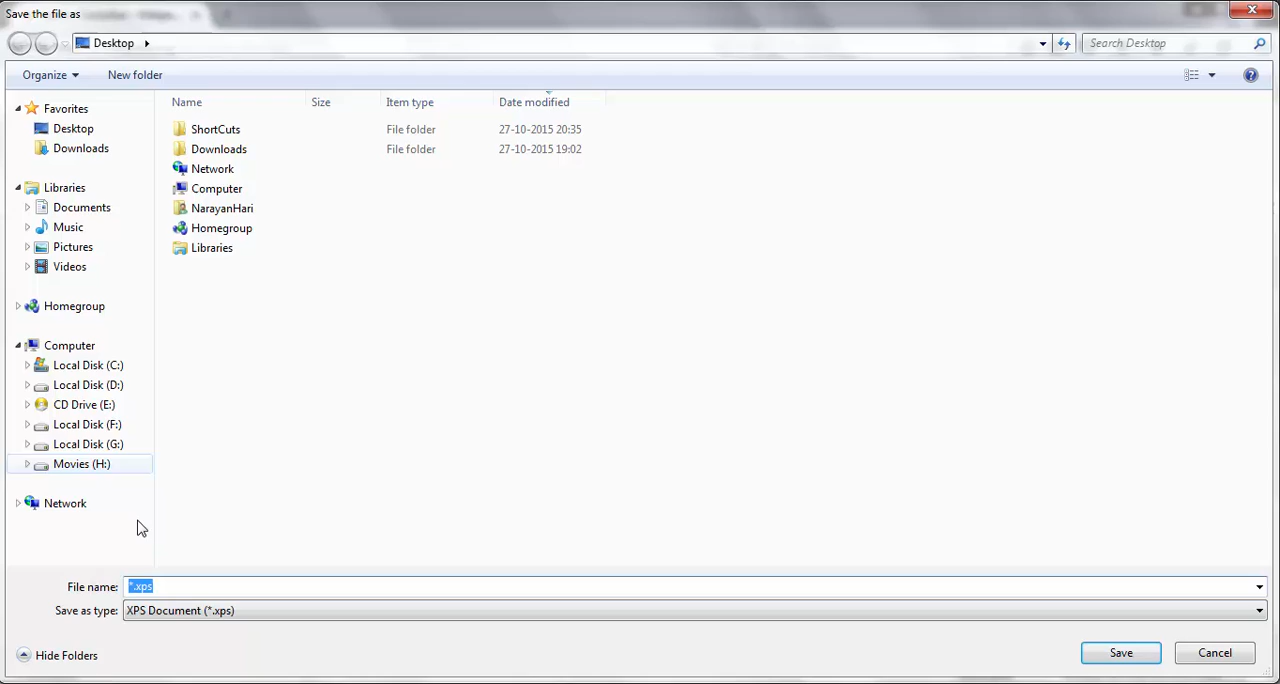 Save the file as
Desktop
Search Desktop
Organize
New folder
Name Size Item type Date modified
Favorites
Desktop
Downloads
Libraries
Documents
Music
Pictures
Videos
Homegroup
Computer
Local Disk (C:)
Local Disk (D:)
CD Drive (E:)
Local Disk (F:)
Local Disk (G:)
Movies (H:)
Network
ShortCuts File folder 27-10-2015 20:35
Downloads File folder 27-10-2015 19:02
Network
Computer
NarayanHari
Homegroup
Libraries
File name: *.xps
Save as type: XPS Document (*.xps)
Hide Folders
Save
Cancel